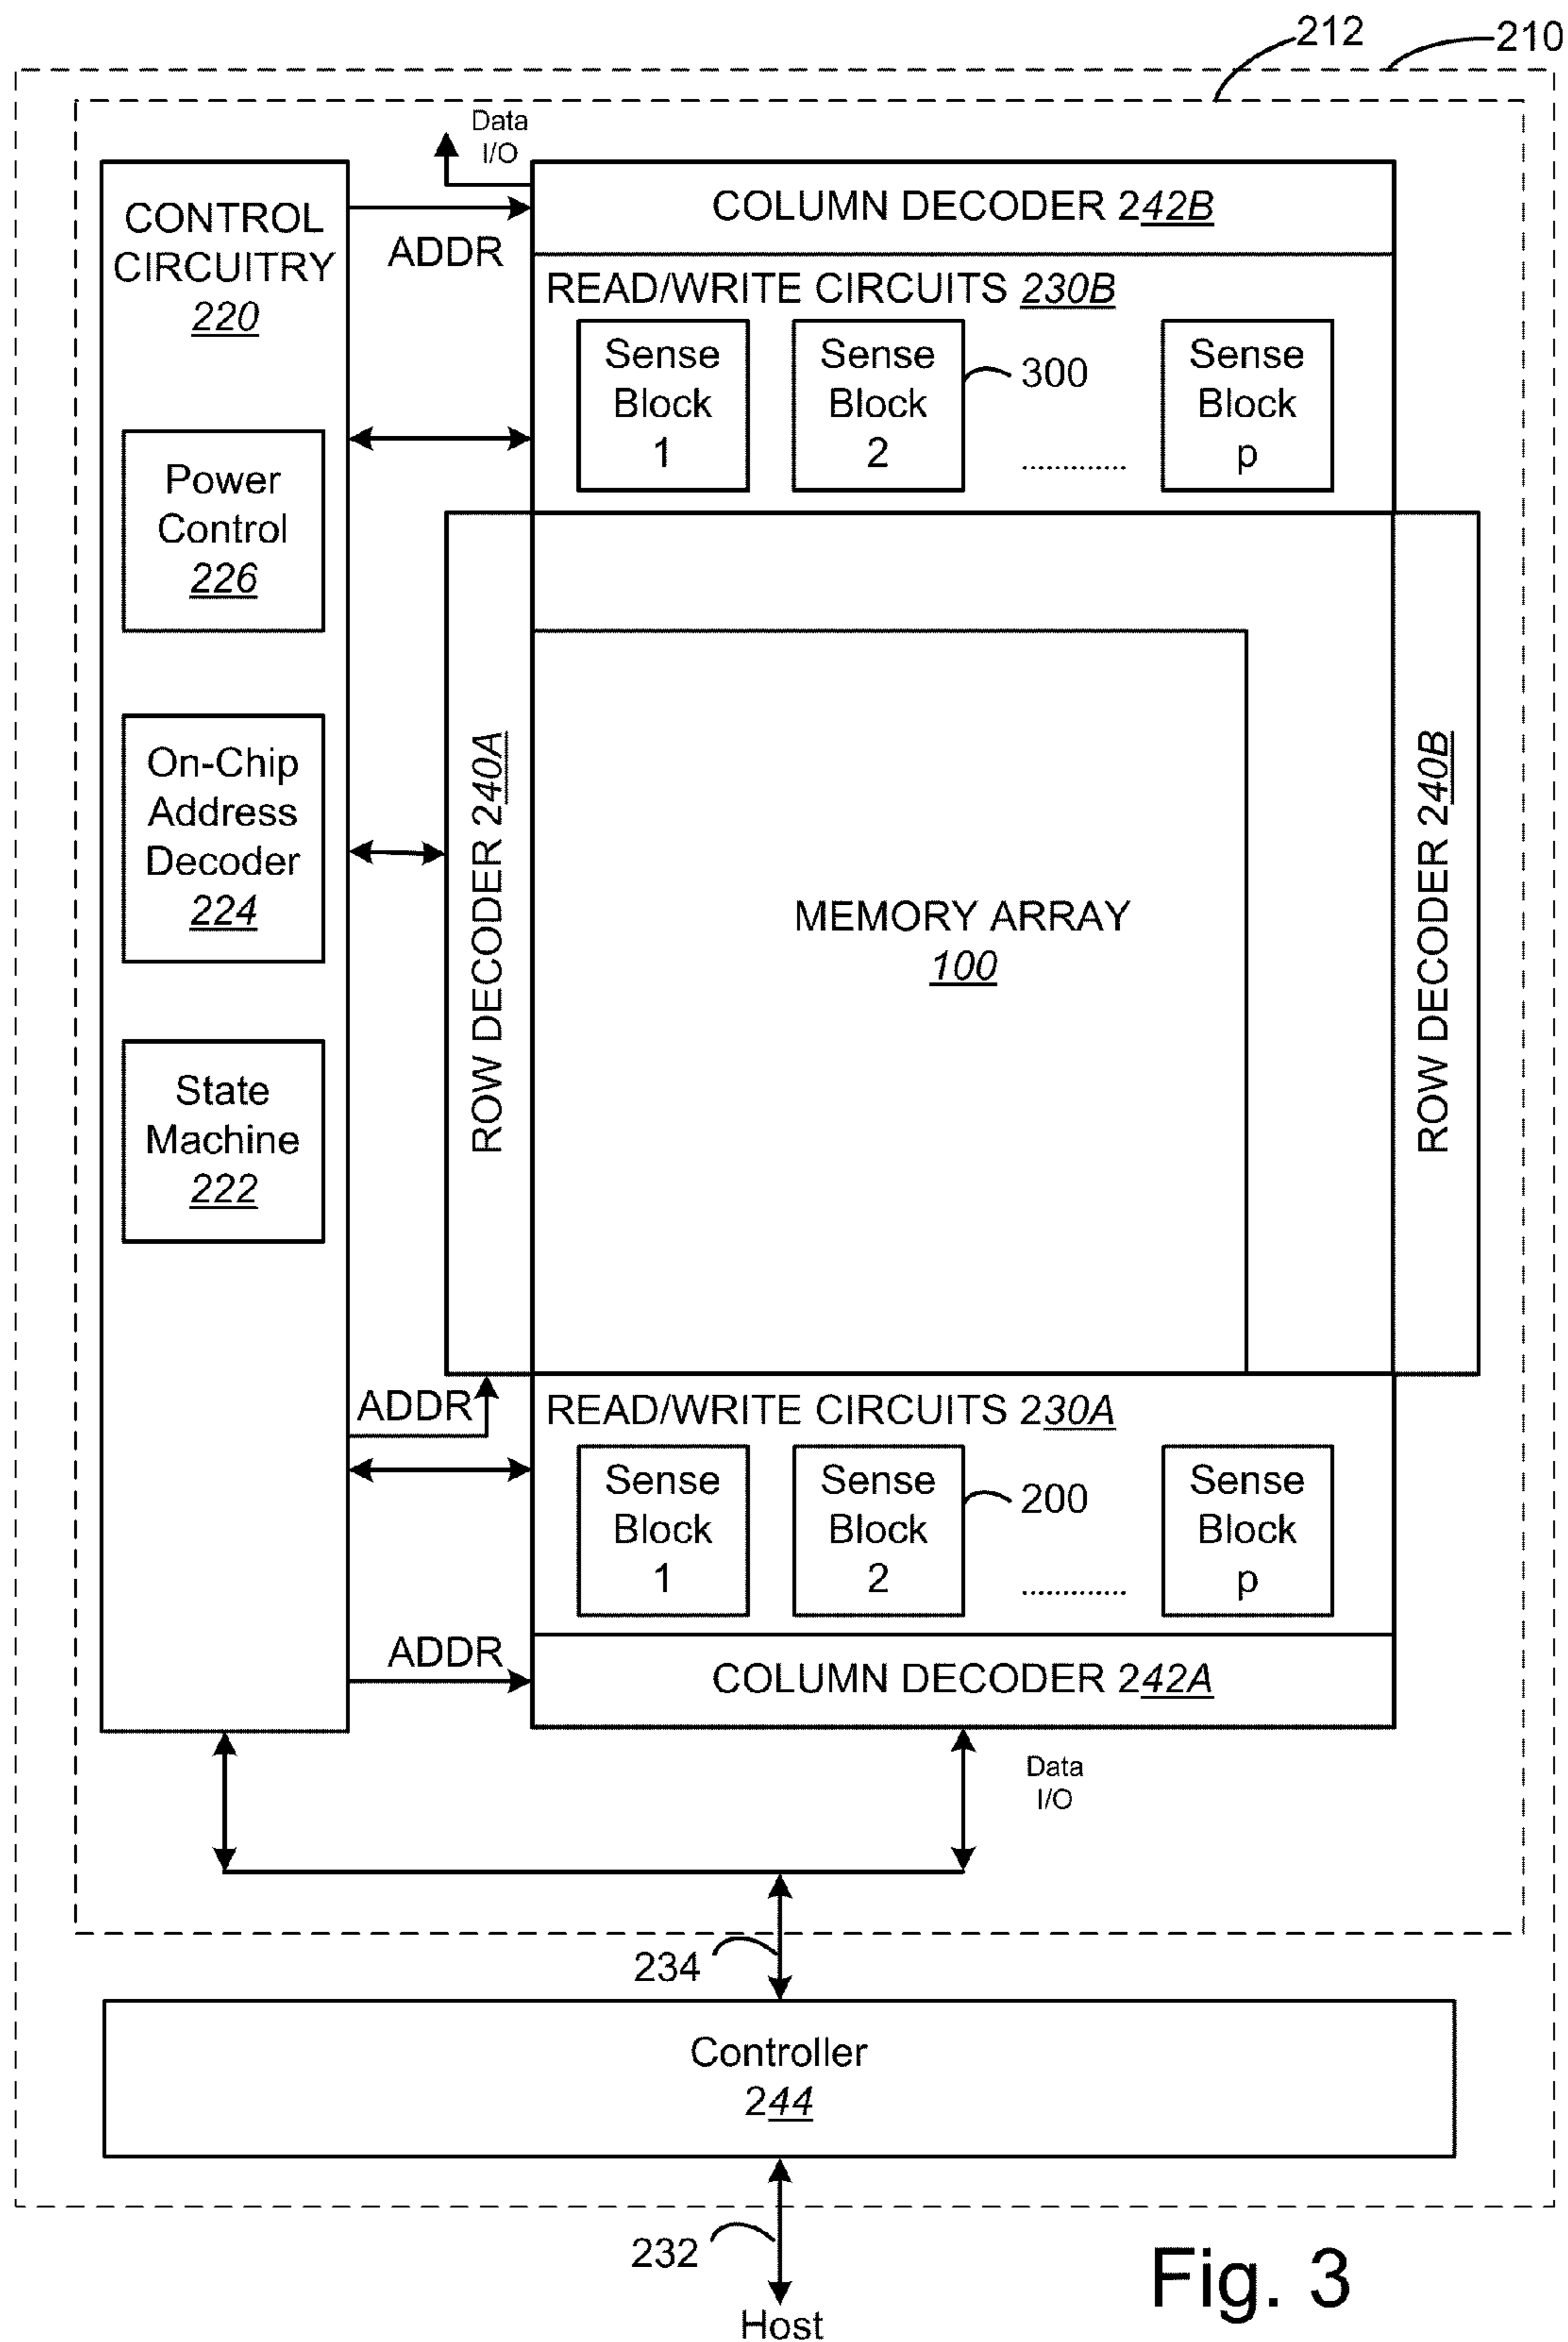 212
210
Data
I/O
CONTROL
CIRCUITRY
220
ADDR
COLUMN DECODER 242B
READ/WRITE CIRCUITS 230B
Sense
Block
1
Sense
Block
2
300
.............
Sense
Block
p
Power
Control
226
On-Chip
Address
Decoder
224
State
Machine
222
ROW DECODER 240A
MEMORY ARRAY
100
ROW DECODER 240B
ADDR
READ/WRITE CIRCUITS 230A
Sense
Block
1
Sense
Block
2
200
.............
Sense
Block
p
ADDR
COLUMN DECODER 242A
Data
I/O
234
Controller
244
232
Host
Fig. 3